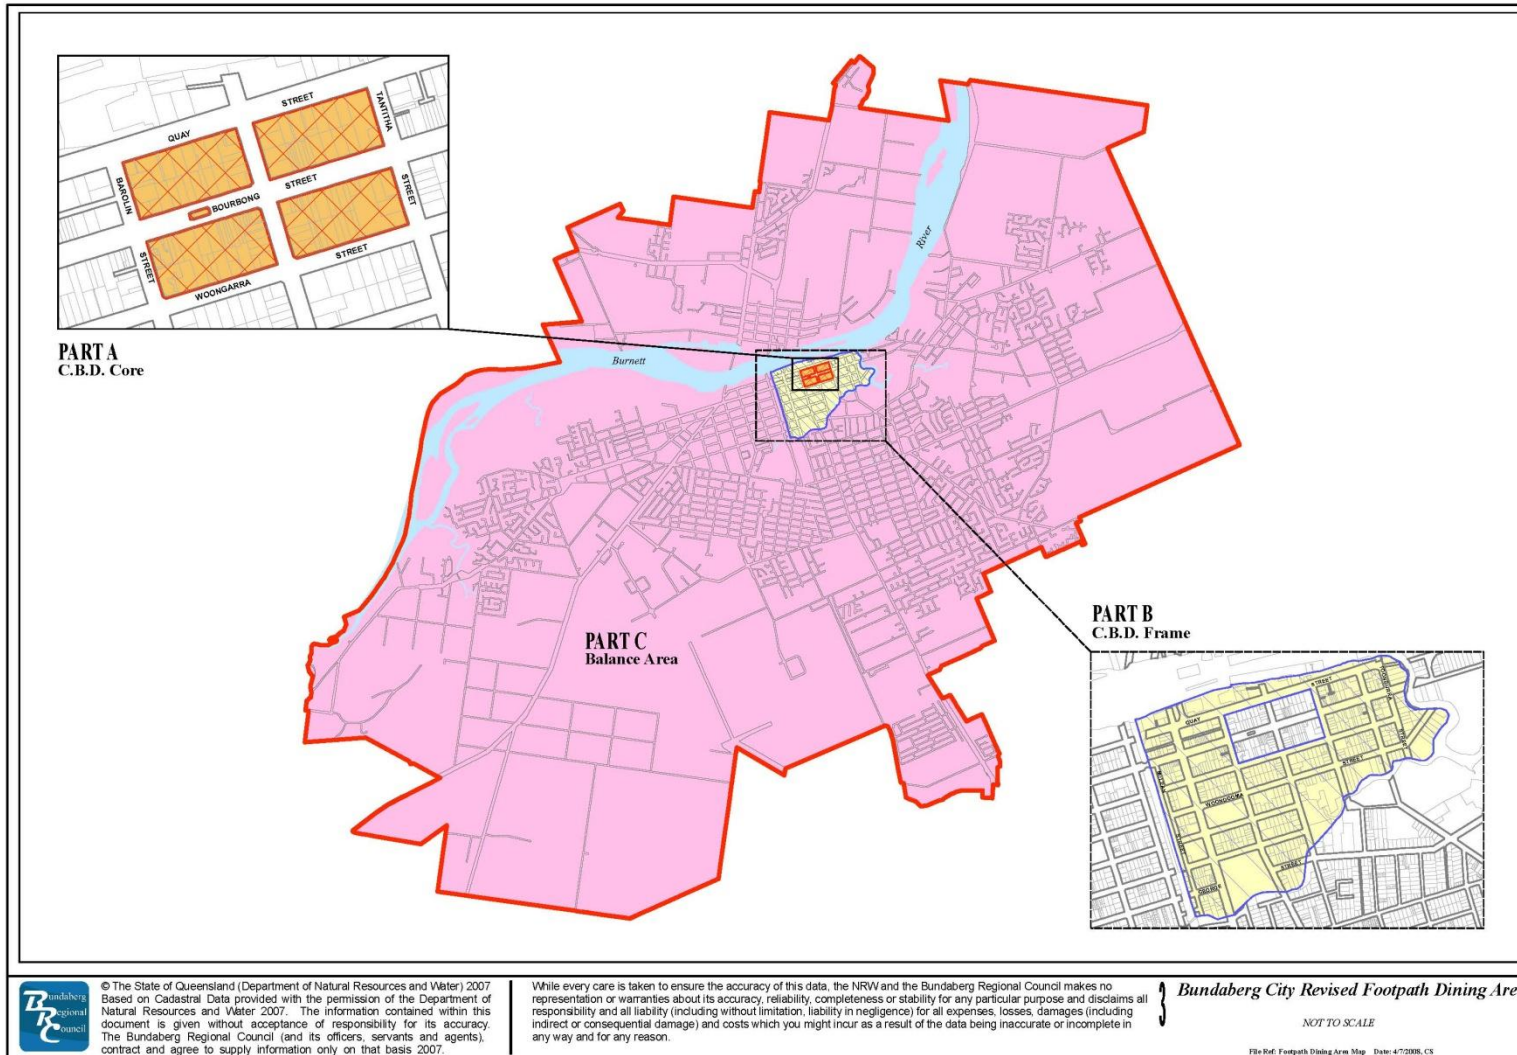 QUAY
STREET
TANTITHA
STREET
BAROLIN
STREET
BOURBONG
STREET
WOONGARRA
STREET
PART A
C.B.D. Core
Burnett
River
PART C
Balance Area
PART B
C.B.D. Frame
QUAY
STREET
STREET
STREET
WOONGARRA
STREET
STREET
GEORGE
STREET
Bundaberg
Regional
Council
© The State of Queensland (Department of Natural Resources and Water) 2007
Based on Cadastral Data provided with the permission of the Department of
Natural Resources and Water 2007. The information contained within this
document is given without acceptance of responsibility for its accuracy.
The Bundaberg Regional Council (and its officers, servants and agents),
contract and agree to supply information only on that basis 2007.
While every care is taken to ensure the accuracy of this data, the NRW and the Bundaberg Regional Council makes no
representation or warranties about its accuracy, reliability, completeness or stability for any particular purpose and disclaims all
responsibility and all liability (including without limitation, liability in negligence) for all expenses, losses, damages (including
indirect or consequential damage) and costs which you might incur as a result of the data being inaccurate or incomplete in
any way and for any reason.
3
Bundaberg City Revised Footpath Dining Are
NOT TO SCALE
File Ref: Footpath Dining Area Map Date: 4/7/2008, CS